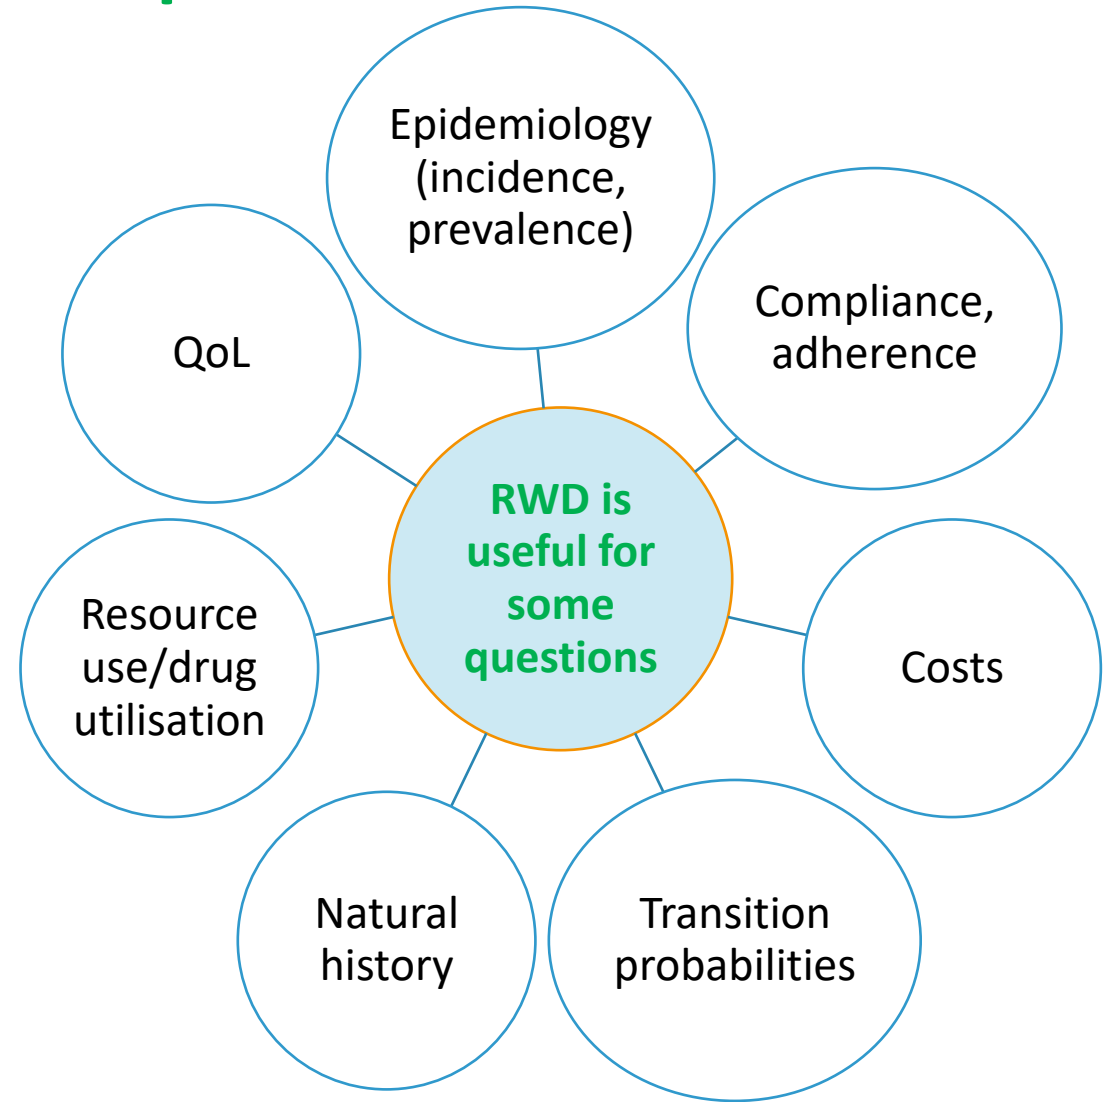 Epidemiology
(incidence,
prevalence)
Compliance,
adherence
QoL
RWD is
useful for
some
questions
Resource
use/drug
utilisation
Costs
Natural
history
Transition
probabilities